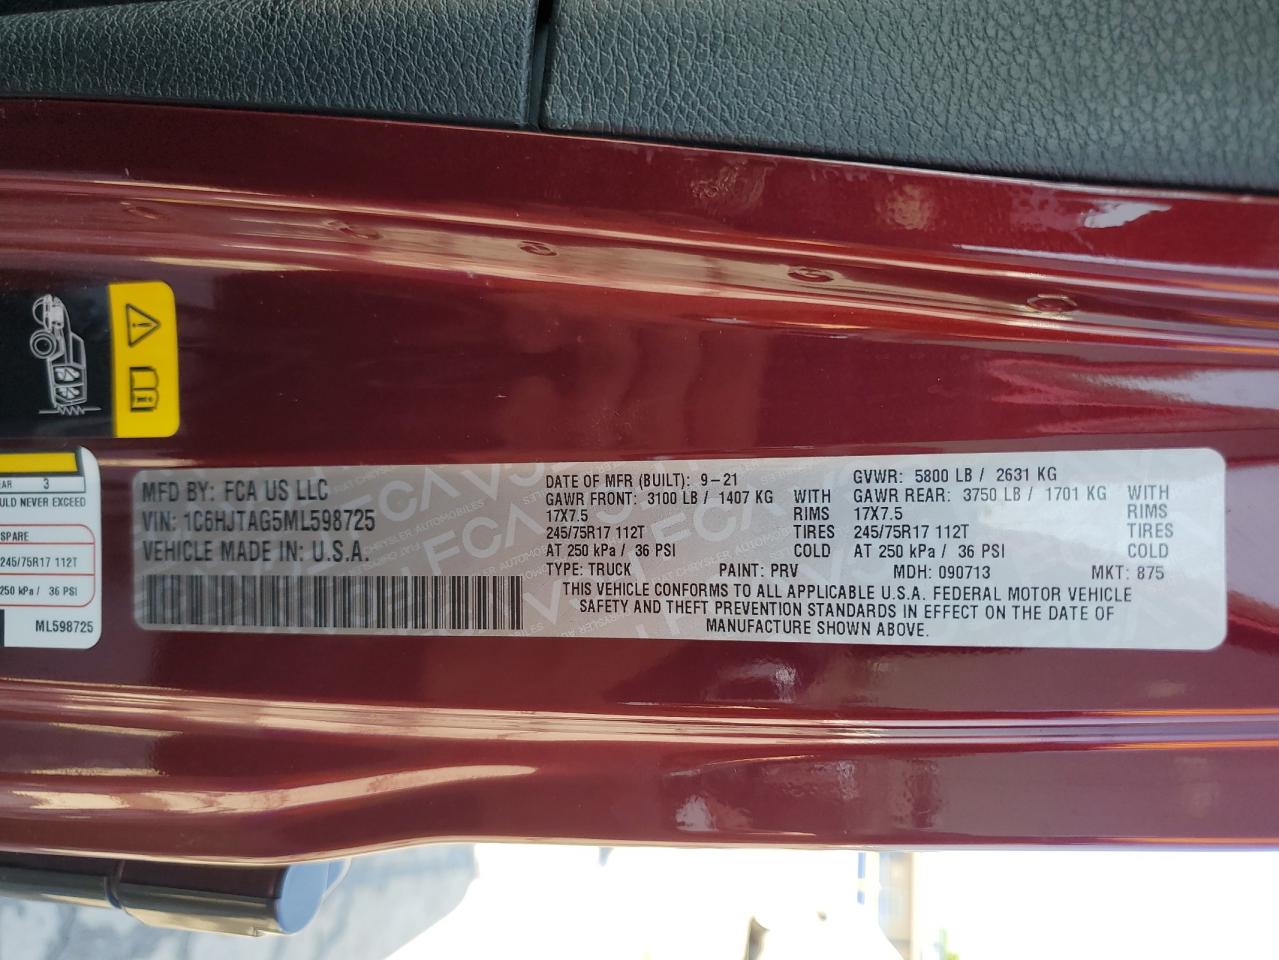 EAR 3
OULD NEVER EXCEED
SPARE
245/75R17 112T
250 kPa / 36 PSI
ML598725
MFD BY: FCA US LLC
VIN: 1C6HJTAG5ML598725
VEHICLE MADE IN: U.S.A.
DATE OF MFR (BUILT): 9-21 GVWR: 5800 LB / 2631 KG
GAWR FRONT: 3100 LB / 1407 KG WITH GAWR REAR: 3750 LB / 1701 KG WITH
17X7.5 RIMS 17X7.5 RIMS
245/75R17 112T TIRES 245/75R17 112T TIRES
AT 250 kPa / 36 PSI COLD AT 250 kPa / 36 PSI COLD
TYPE: TRUCK PAINT: PRV MDH: 090713 MKT: 875
THIS VEHICLE CONFORMS TO ALL APPLICABLE U.S.A. FEDERAL MOTOR VEHICLE
SAFETY AND THEFT PREVENTION STANDARDS IN EFFECT ON THE DATE OF
MANUFACTURE SHOWN ABOVE.